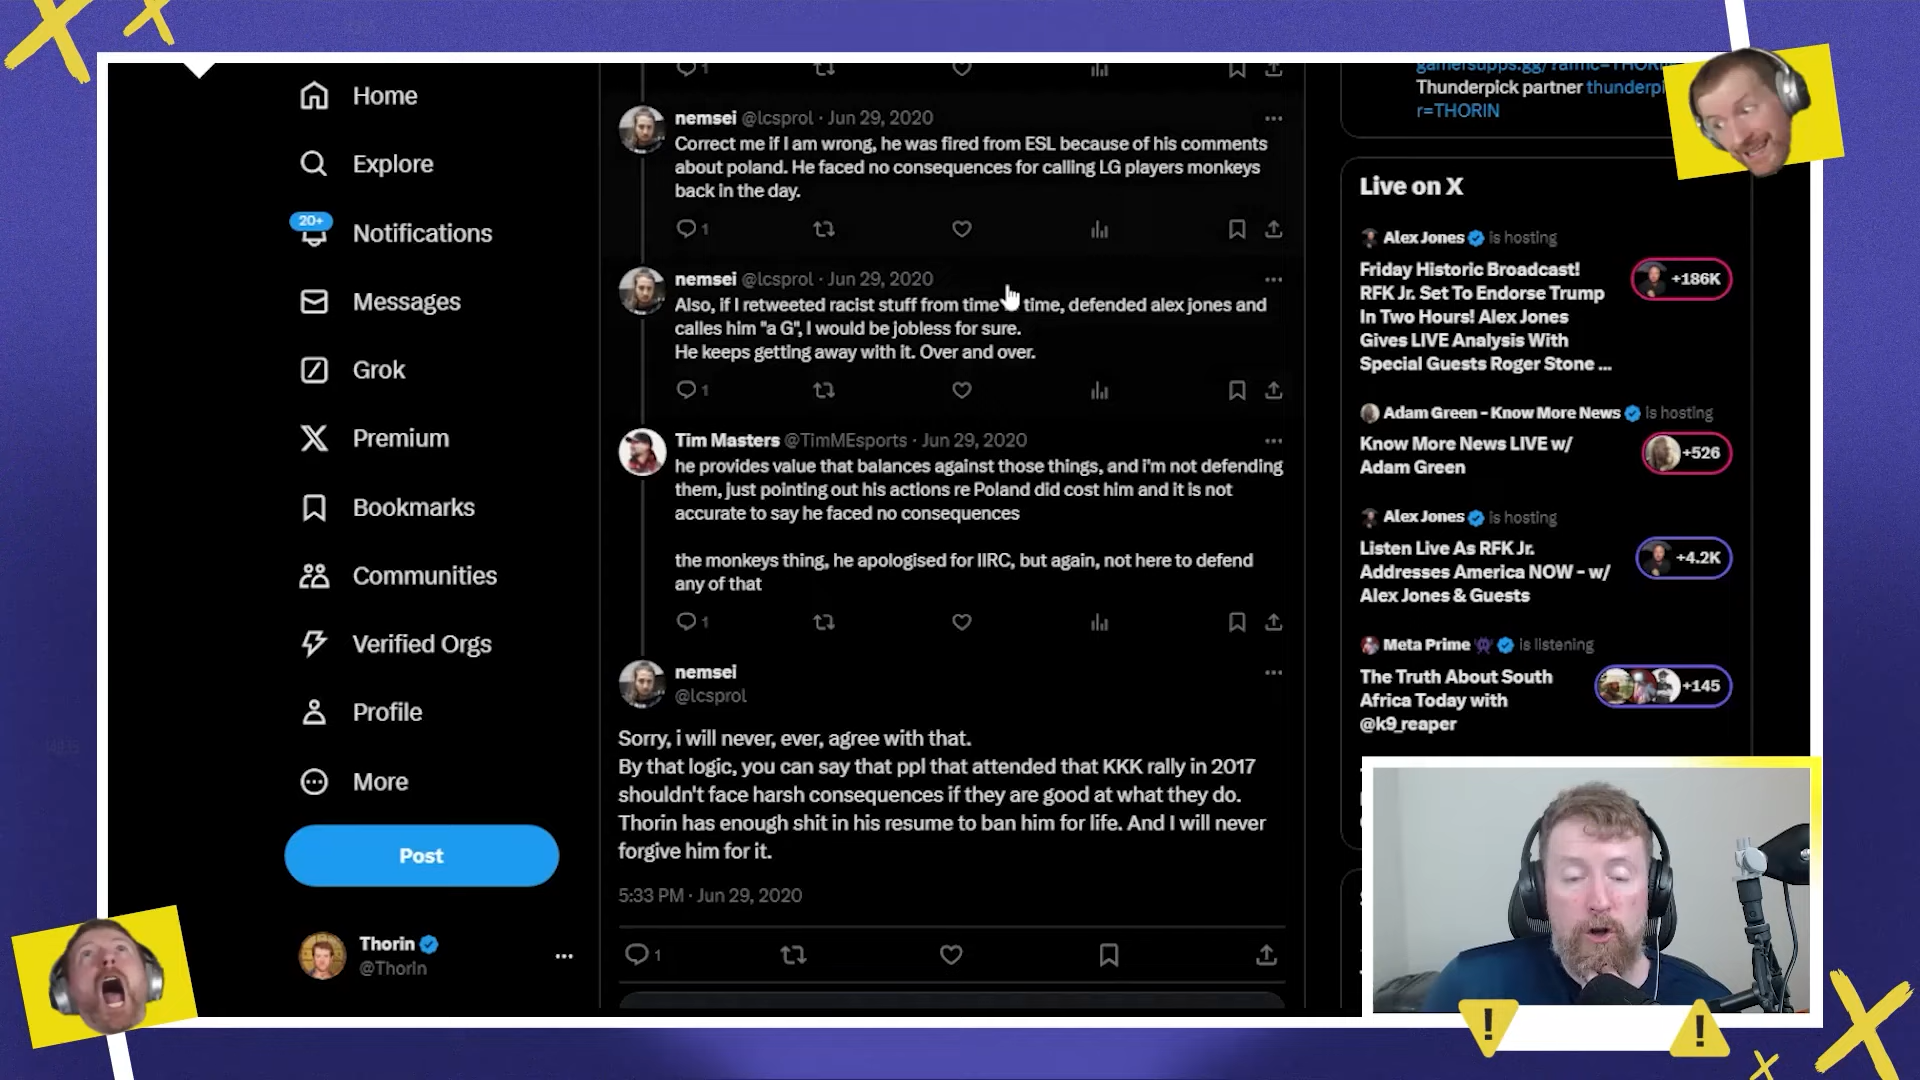 Home
Explore
20+
Notifications
Messages
Grok
Premium
Bookmarks
Communities
Verified Orgs
Profile
More
Post
Thorin
@Thorin
1
nemsei @lcsprol · Jun 29, 2020
Correct me if I am wrong, he was fired from ESL because of his comments
about poland. He faced no consequences for calling LG players monkeys
back in the day.
1
nemsei @lcsprol · Jun 29, 2020
Also, if I retweeted racist stuff from time time, defended alex jones and
calles him "a G", I would be jobless for sure.
He keeps getting away with it. Over and over.
1
Tim Masters @TimMEsports · Jun 29, 2020
he provides value that balances against those things, and i'm not defending
them, just pointing out his actions re Poland did cost him and it is not
accurate to say he faced no consequences
the monkeys thing, he apologised for IIRC, but again, not here to defend
any of that
1
nemsei
@lcsprol
Sorry, i will never, ever, agree with that.
By that logic, you can say that ppl that attended that KKK rally in 2017
shouldn't face harsh consequences if they are good at what they do.
Thorin has enough shit in his resume to ban him for life. And I will never
forgive him for it.
5:33 PM · Jun 29, 2020
1
Thunderpick partner thunderpi
r=THORIN
Live on X
Alex Jones is hosting
Friday Historic Broadcast!
RFK Jr. Set To Endorse Trump
In Two Hours! Alex Jones
Gives LIVE Analysis With
Special Guests Roger Stone ...
+186K
Adam Green - Know More News is hosting
Know More News LIVE w/
Adam Green
+526
Alex Jones is hosting
Listen Live As RFK Jr.
Addresses America NOW - w/
Alex Jones & Guests
+4.2K
Meta Prime is listening
The Truth About South
Africa Today with
@k9_reaper
+145